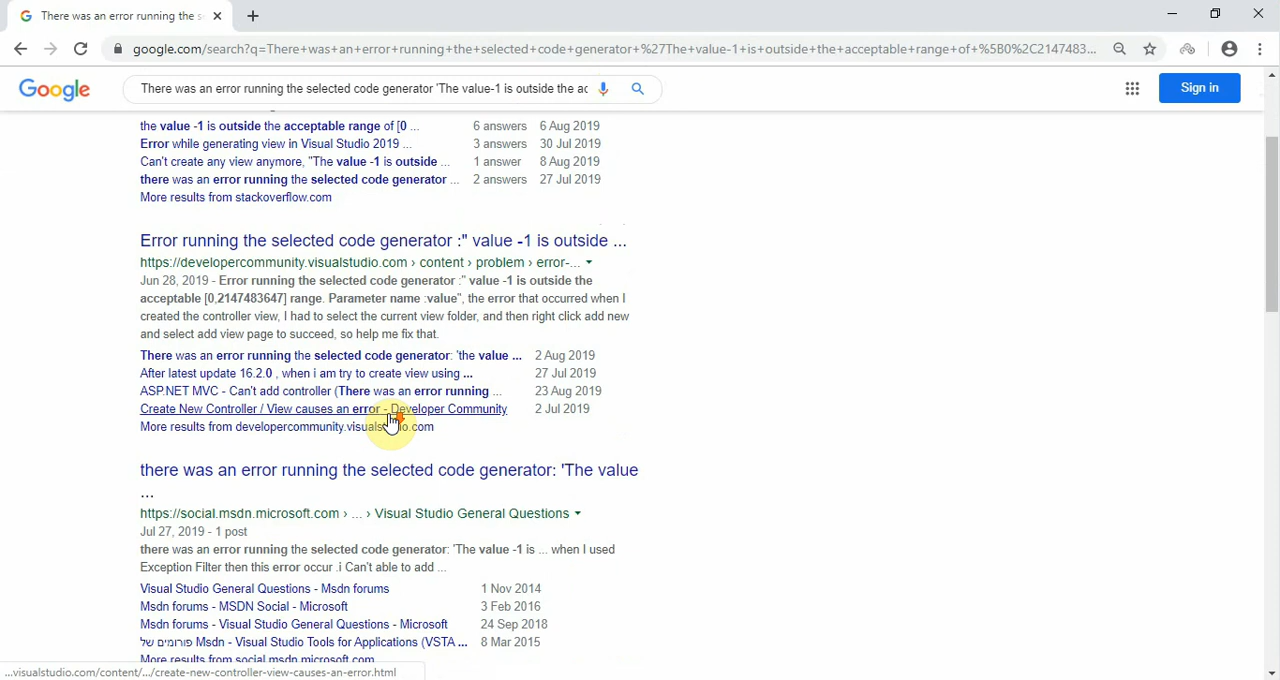 There was an error running the s
google.com/search?q=There+was+an+error+running+the+selected+code+generator+%27The+value-1+is+outside+the+acceptable+range+of+%5B0%2C2147483...
Google
There was an error running the selected code generator 'The value-1 is outside the ac
Sign in
the value -1 is outside the acceptable range of [0 ... 6 answers 6 Aug 2019
Error while generating view in Visual Studio 2019 ... 3 answers 30 Jul 2019
Can't create any view anymore, "The value -1 is outside ... 1 answer 8 Aug 2019
there was an error running the selected code generator ... 2 answers 27 Jul 2019
More results from stackoverflow.com
Error running the selected code generator :" value -1 is outside ...
https://developercommunity.visualstudio.com › content › problem › error-...
Jun 28, 2019 - Error running the selected code generator :" value -1 is outside the
acceptable [0,2147483647] range. Parameter name :value", the error that occurred when I
created the controller view, I had to select the current view folder, and then right click add new
and select add view page to succeed, so help me fix that.
There was an error running the selected code generator: 'the value ... 2 Aug 2019
After latest update 16.2.0 , when i am try to create view using ... 27 Jul 2019
ASP.NET MVC - Can't add controller (There was an error running ... 23 Aug 2019
Create New Controller / View causes an error - Developer Community 2 Jul 2019
More results from developercommunity.visualstudio.com
there was an error running the selected code generator: 'The value
...
https://social.msdn.microsoft.com › ... › Visual Studio General Questions
Jul 27, 2019 - 1 post
there was an error running the selected code generator: 'The value -1 is ... when I used
Exception Filter then this error occur .i Can't able to add ...
Visual Studio General Questions - Msdn forums 1 Nov 2014
Msdn forums - MSDN Social - Microsoft 3 Feb 2016
Msdn forums - Visual Studio General Questions - Microsoft 24 Sep 2018
פורומים של Msdn - Visual Studio Tools for Applications (VSTA ... 8 Mar 2015
More results from social.msdn.microsoft.com
...visualstudio.com/content/.../create-new-controller-view-causes-an-error.html